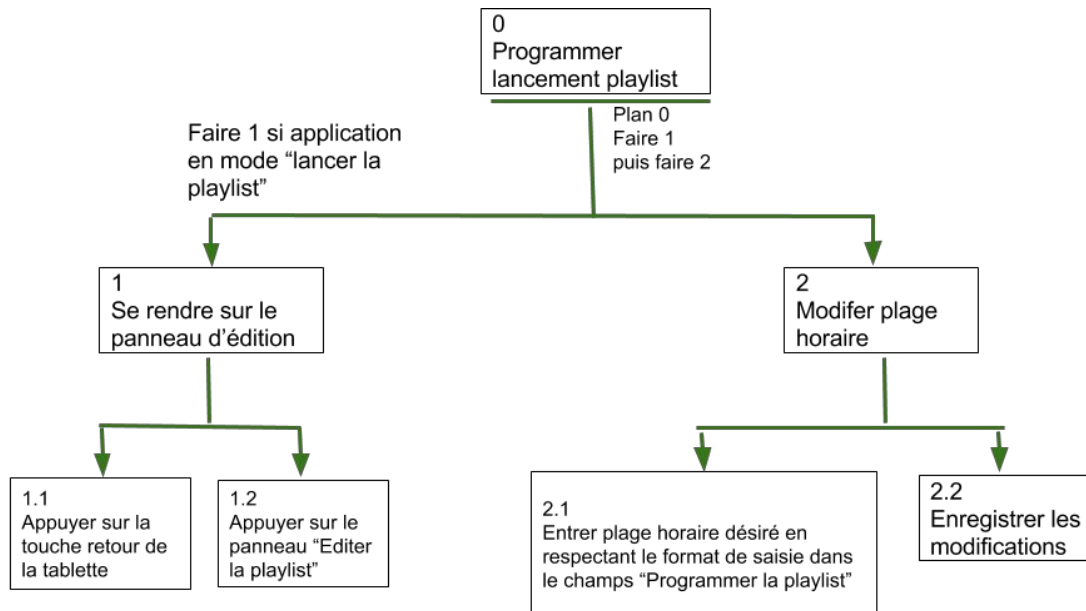 0
Programmer
lancement playlist
Plan 0
Faire 1
puis faire 2
Faire 1 si application
en mode “lancer la
playlist”
1
Se rendre sur le
panneau d’édition
2
Modifer plage
horaire
1.1
Appuyer sur la
touche retour de
la tablette
1.2
Appuyer sur le
panneau “Editer
la playlist”
2.1
Entrer plage horaire désiré en
respectant le format de saisie dans
le champs “Programmer la playlist”
2.2
Enregistrer les
modifications